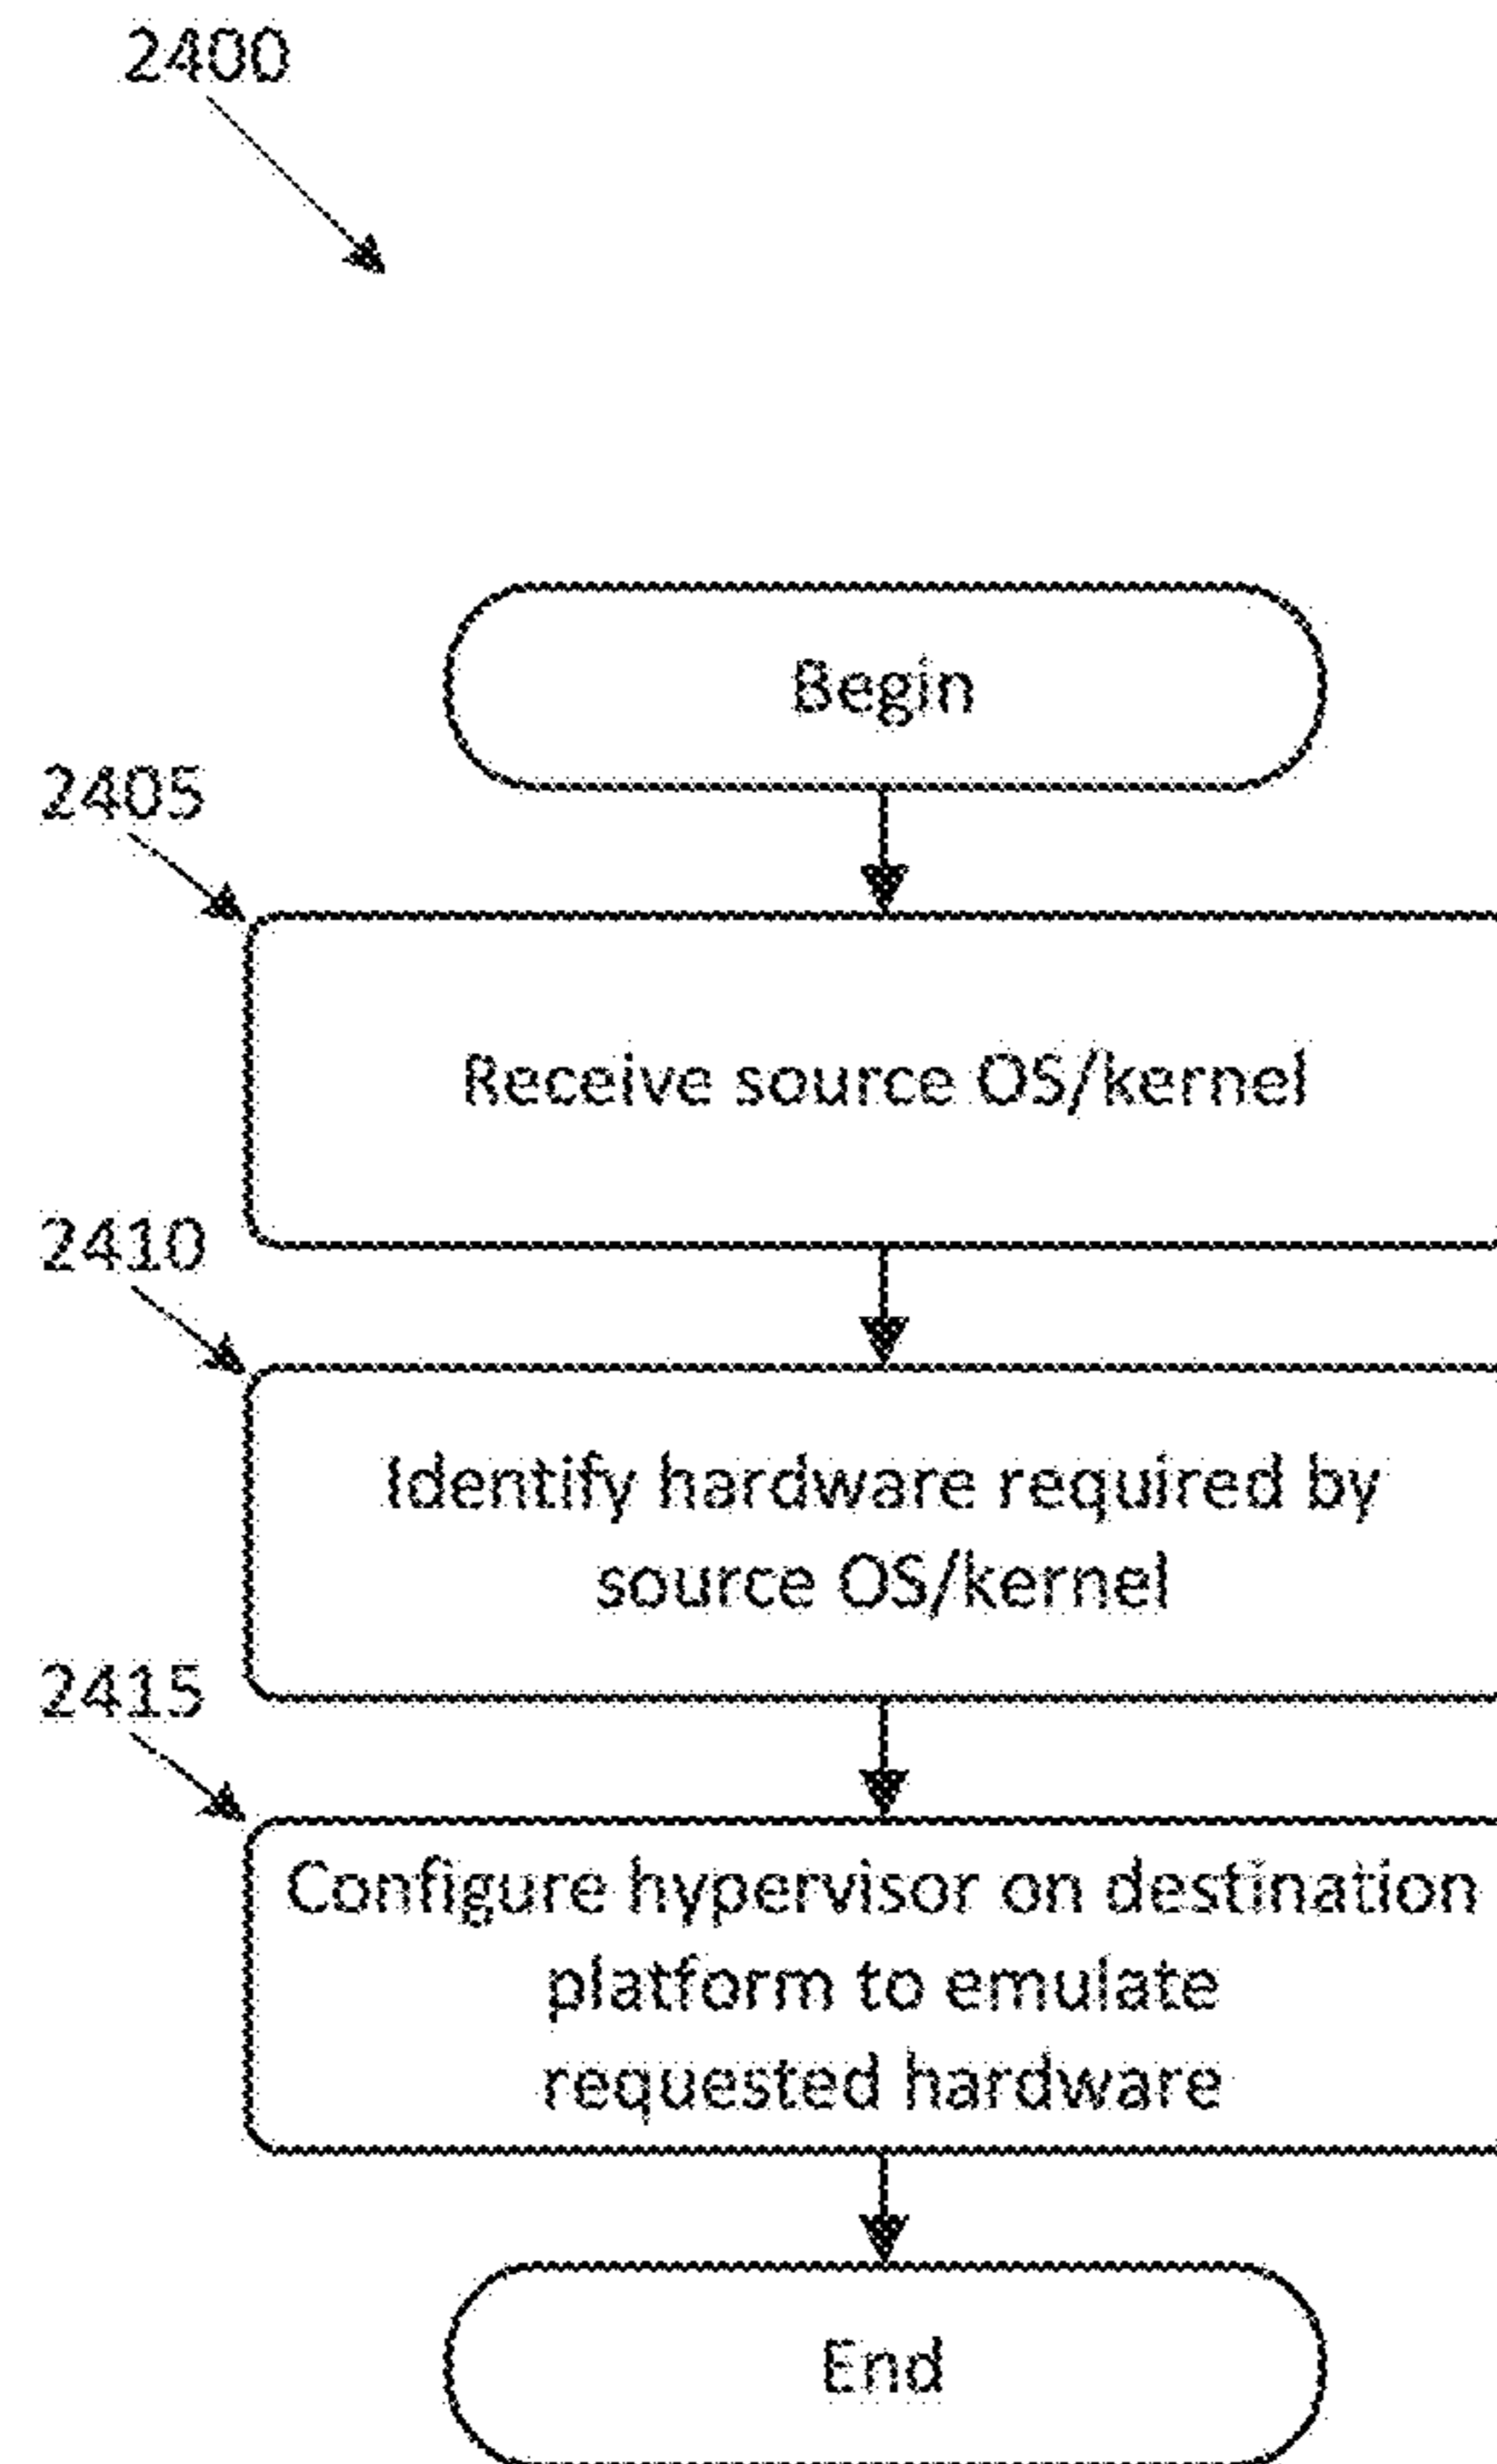 2400
Begin
2405
Receive source OS/kernel
2410
Identify hardware required by
source OS/kernel
2415
Configure hypervisor on destination
platform to emulate
requested hardware
End